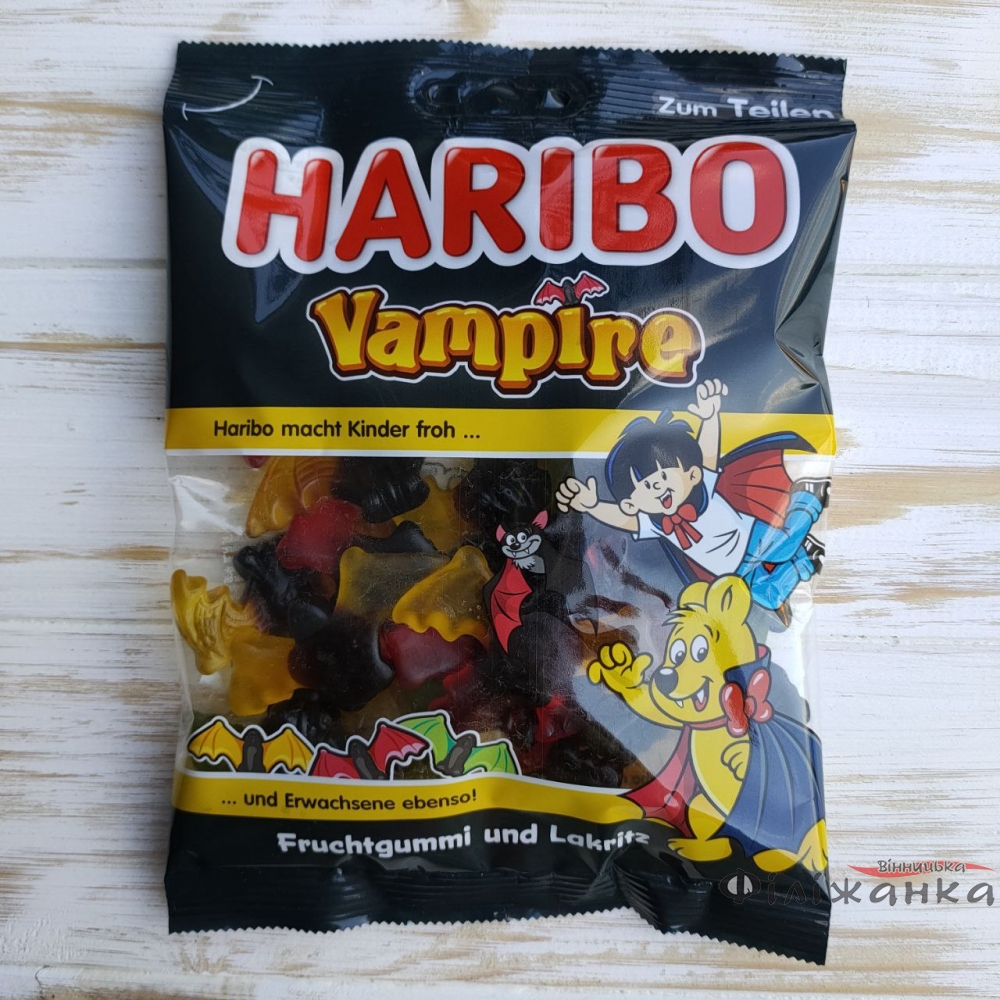 Zum Teilen
HARIBO
Vampire
Haribo macht Kinder froh ...
... und Erwachsene ebenso!
Fruchtgummi und Lakritz
Вінницька
Філіжанка